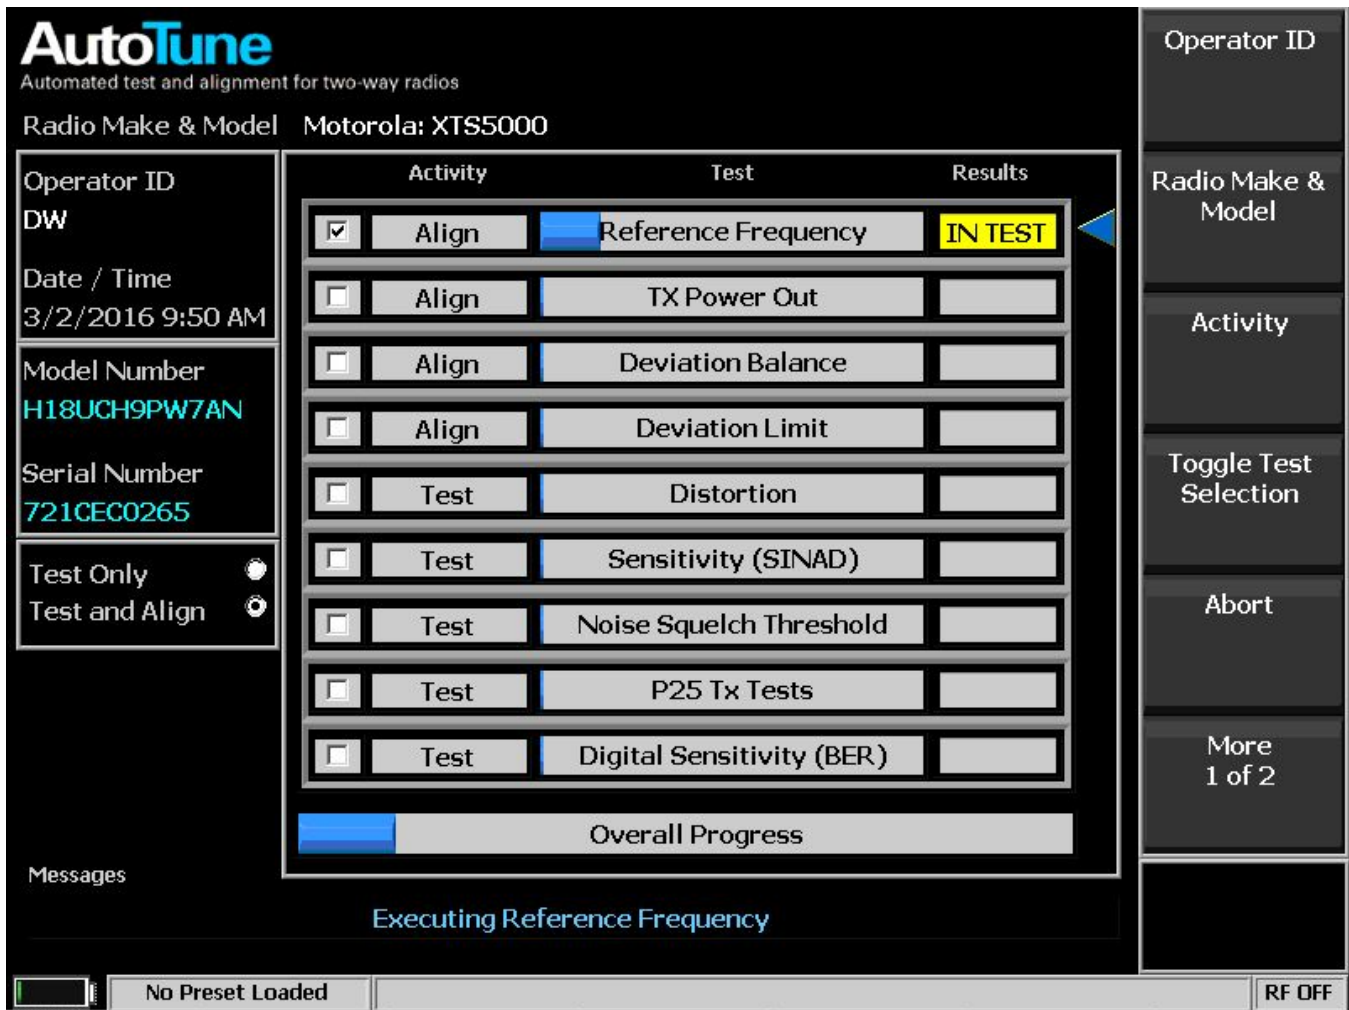 AutoTune
Automated test and alignment for two-way radios
Radio Make & Model Motorola: XTS5000
Operator ID
DW
Date / Time
3/2/2016 9:50 AM
Model Number
H18UCH9PW7AN
Serial Number
721CEC0265
Test Only
Test and Align
Activity Test Results
Align Reference Frequency IN TEST
Align TX Power Out
Align Deviation Balance
Align Deviation Limit
Test Distortion
Test Sensitivity (SINAD)
Test Noise Squelch Threshold
Test P25 Tx Tests
Test Digital Sensitivity (BER)
Overall Progress
Messages
Executing Reference Frequency
No Preset Loaded
RF OFF
Operator ID
Radio Make &
Model
Activity
Toggle Test
Selection
Abort
More
1 of 2